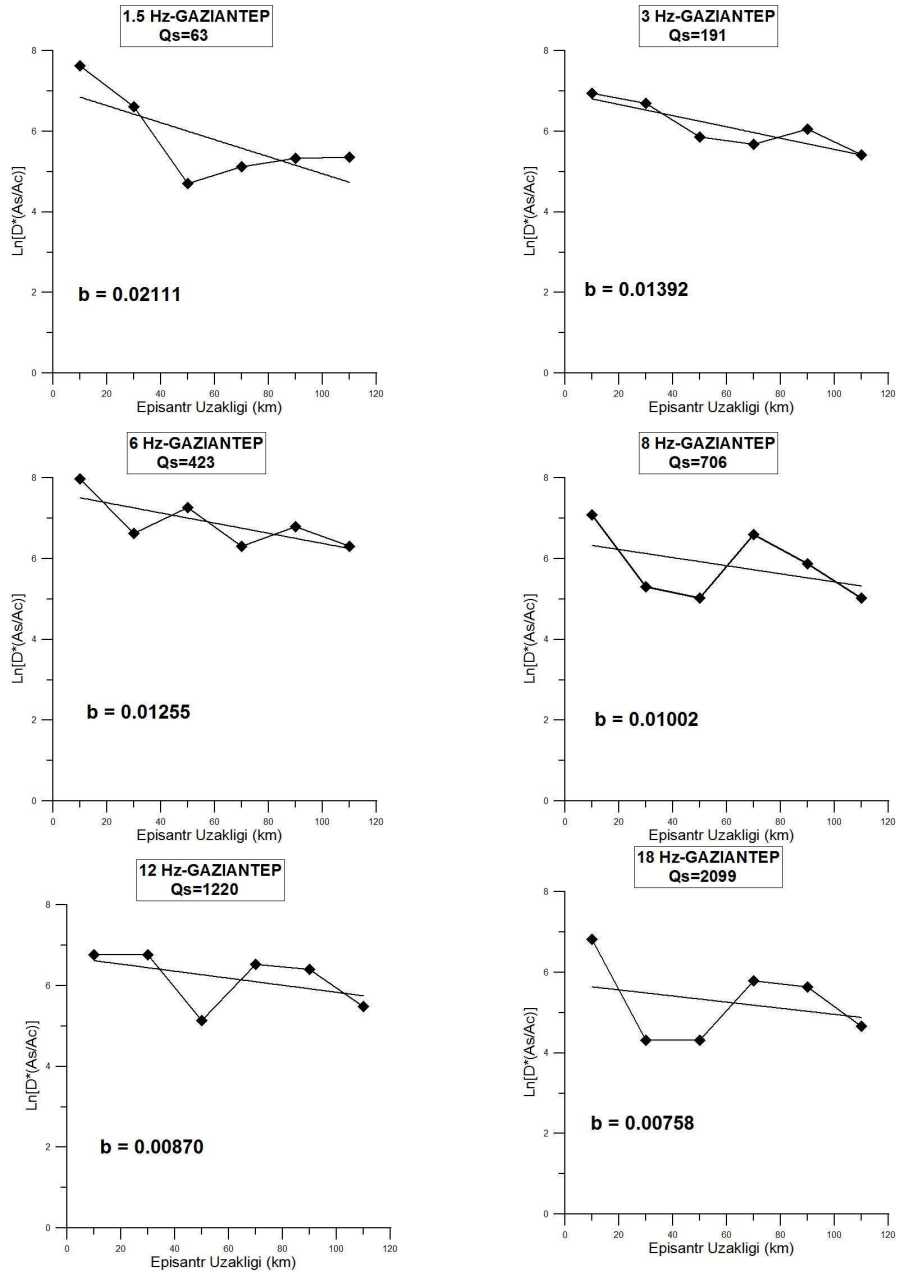 1.5 Hz-GAZIANTEP
Qs=63
8
6
4
2
0
Ln[D*(As/Ac)]
b = 0.02111
0 20 40 60 80 100 120
Episantr Uzakligi (km)
3 Hz-GAZIANTEP
Qs=191
8
6
4
2
0
Ln[D*(As/Ac)]
b = 0.01392
0 20 40 60 80 100 120
Episantr Uzakligi (km)
6 Hz-GAZIANTEP
Qs=423
8
6
4
2
0
Ln[D*(As/Ac)]
b = 0.01255
0 20 40 60 80 100 120
Episantr Uzakligi (km)
8 Hz-GAZIANTEP
Qs=706
8
6
4
2
0
Ln[D*(As/Ac)]
b = 0.01002
0 20 40 60 80 100 120
Episantr Uzakligi (km)
12 Hz-GAZIANTEP
Qs=1220
8
6
4
2
0
Ln[D*(As/Ac)]
b = 0.00870
0 20 40 60 80 100 120
Episantr Uzakligi (km)
18 Hz-GAZIANTEP
Qs=2099
8
6
4
2
0
Ln[D*(As/Ac)]
b = 0.00758
0 20 40 60 80 100 120
Episantr Uzakligi (km)